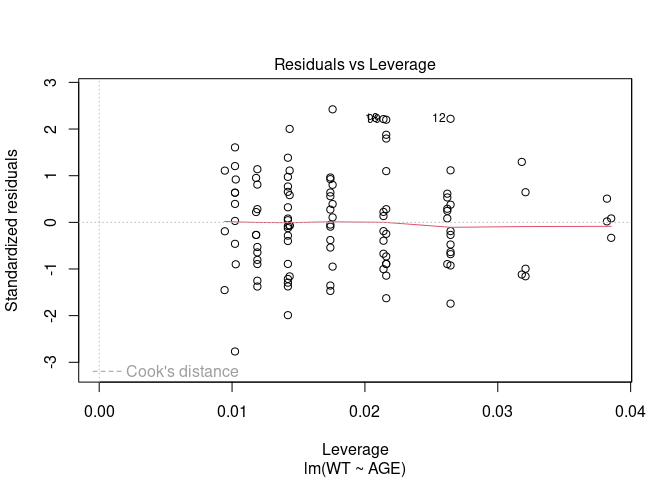 Residuals vs Leverage
Standardized residuals
3
2
1
0
-1
-2
-3
12
Cook's distance
0.00 0.01 0.02 0.03 0.04
Leverage
lm(WT ~ AGE)